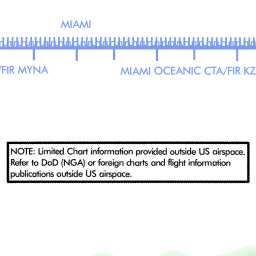 MIAMI
/FIR MYNA
MIAMI OCEANIC CTA/FIR KZ
NOTE: Limited Chart information provided outside US airspace.
Refer to DoD (NGA) or foreign charts and flight information
publications outside US airspace.